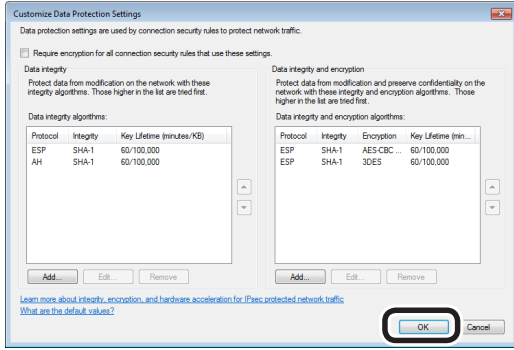 Customize Data Protection Settings
Data protection settings are used by connection security rules to protect network traffic.
Require encryption for all connection security rules that use these settings.
Data integrity
Protect data from modification on the network with these
integrity algorithms. Those higher in the list are tried first.
Data integrity algorithms:
Protocol Integrity Key Lifetime (minutes/KB)
ESP SHA-1 60/100,000
AH SHA-1 60/100,000
Add... Edit... Remove
Data integrity and encryption
Protect data from modification and preserve confidentiality on the
network with these integrity and encryption algorithms. Those
higher in the list are tried first.
Data integrity and encryption algorithms:
Protocol Integrity Encryption Key Lifetime (min...
ESP SHA-1 AES-CBC ... 60/100,000
ESP SHA-1 3DES 60/100,000
Add... Edit... Remove
Learn more about integrity, encryption, and hardware acceleration for IPsec protected network traffic
What are the default values?
OK Cancel